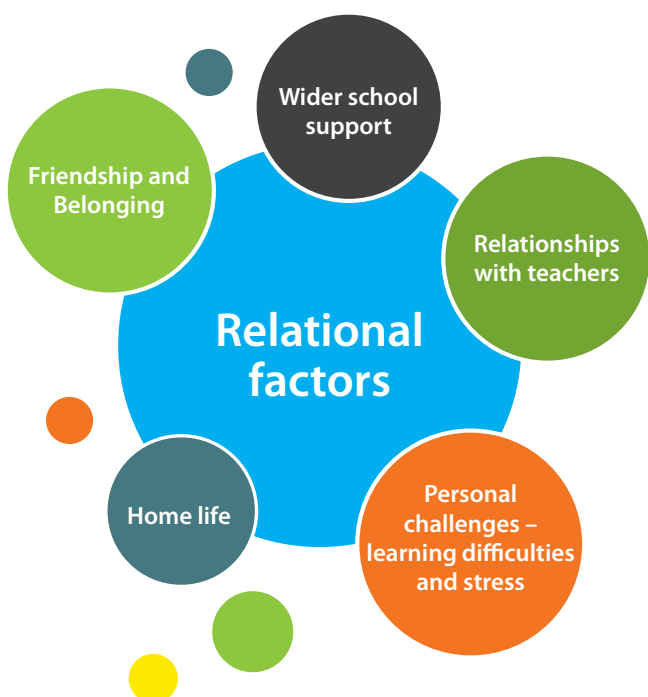 Wider school
support
Friendship and
Belonging
Relationships
with teachers
Relational
factors
Home life
Personal
challenges –
learning difficulties
and stress